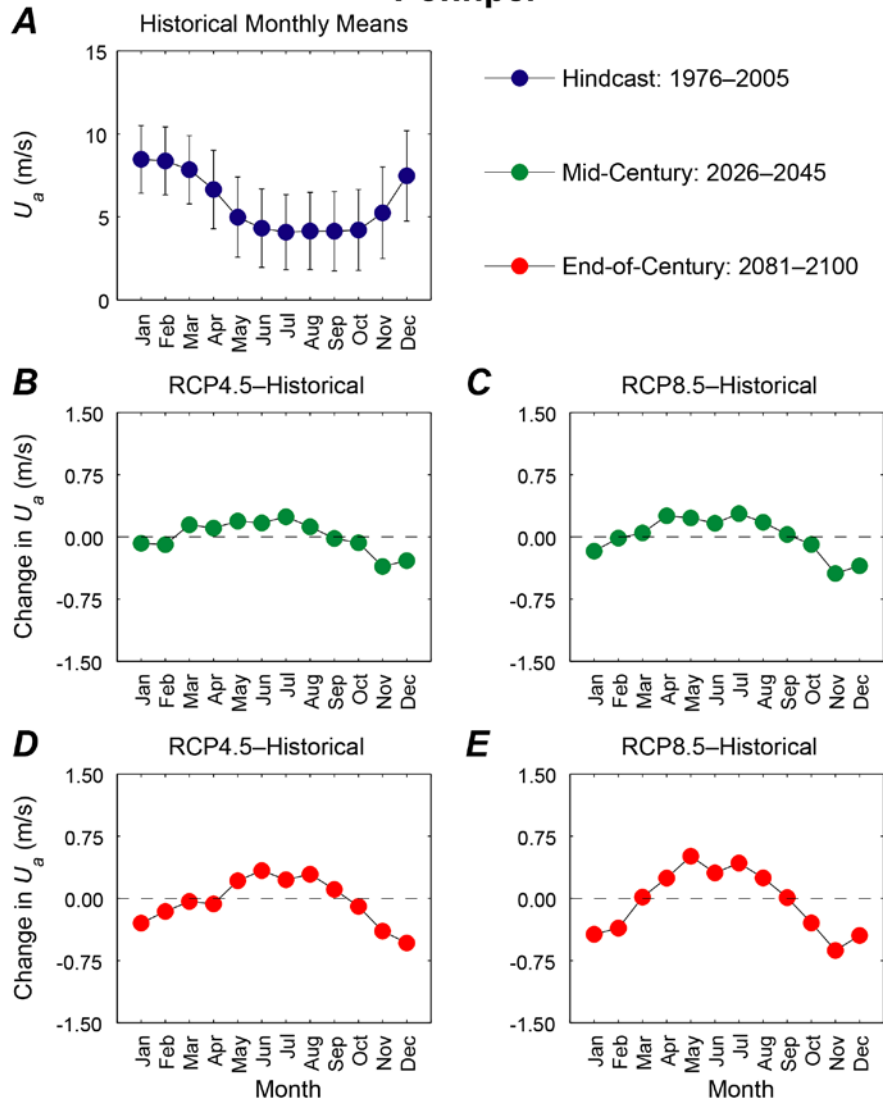 A
Historical Monthly Means
15
10
5
0
U a (m/s)
Jan Feb Mar Apr May Jun Jul Aug Sep Oct Nov Dec
Hindcast: 1976–2005
Mid-Century: 2026–2045
End-of-Century: 2081–2100
B
RCP4.5–Historical
1.50
0.75
0.00
-0.75
-1.50
Change in U a (m/s)
Jan Feb Mar Apr May Jun Jul Aug Sep Oct Nov Dec
C
RCP8.5–Historical
1.50
0.75
0.00
-0.75
-1.50
Jan Feb Mar Apr May Jun Jul Aug Sep Oct Nov Dec
D
RCP4.5–Historical
1.50
0.75
0.00
-0.75
-1.50
Change in U a (m/s)
Jan Feb Mar Apr May Jun Jul Aug Sep Oct Nov Dec
Month
E
RCP8.5–Historical
1.50
0.75
0.00
-0.75
-1.50
Jan Feb Mar Apr May Jun Jul Aug Sep Oct Nov Dec
Month